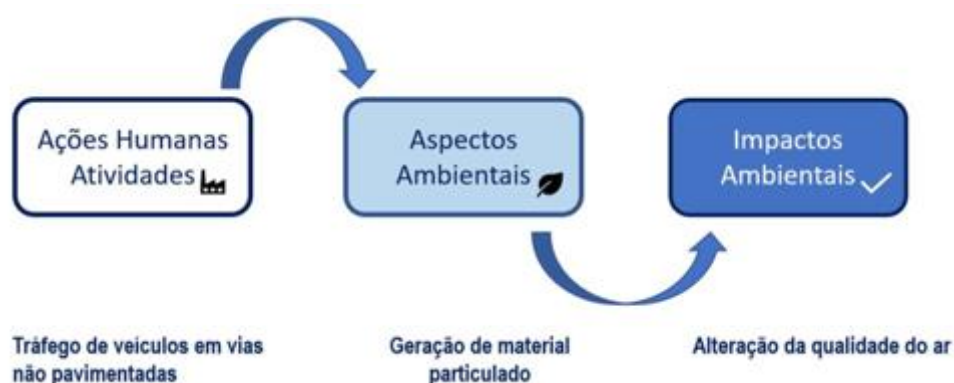 Ações Humanas
Atividades
Aspectos
Ambientais
Impactos
Ambientais
Tráfego de veículos em vias
não pavimentadas
Geração de material
particulado
Alteração da qualidade do ar